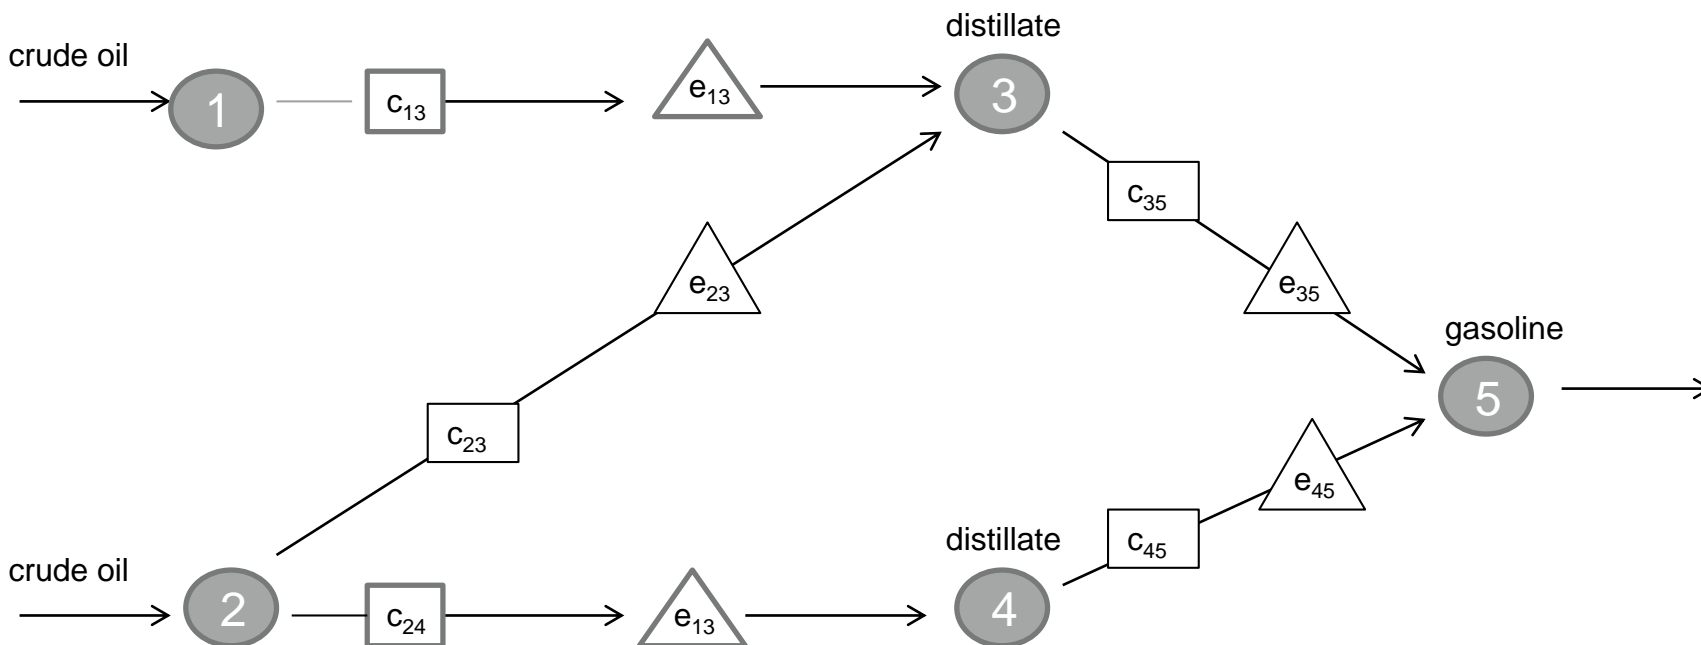 distillate
crude oil
1
c₁₃
e₁₃
3
c₃₅
e₂₃
e₃₅
gasoline
5
c₂₃
e₄₅
distillate
c₄₅
crude oil
2
c₂₄
e₁₃
4